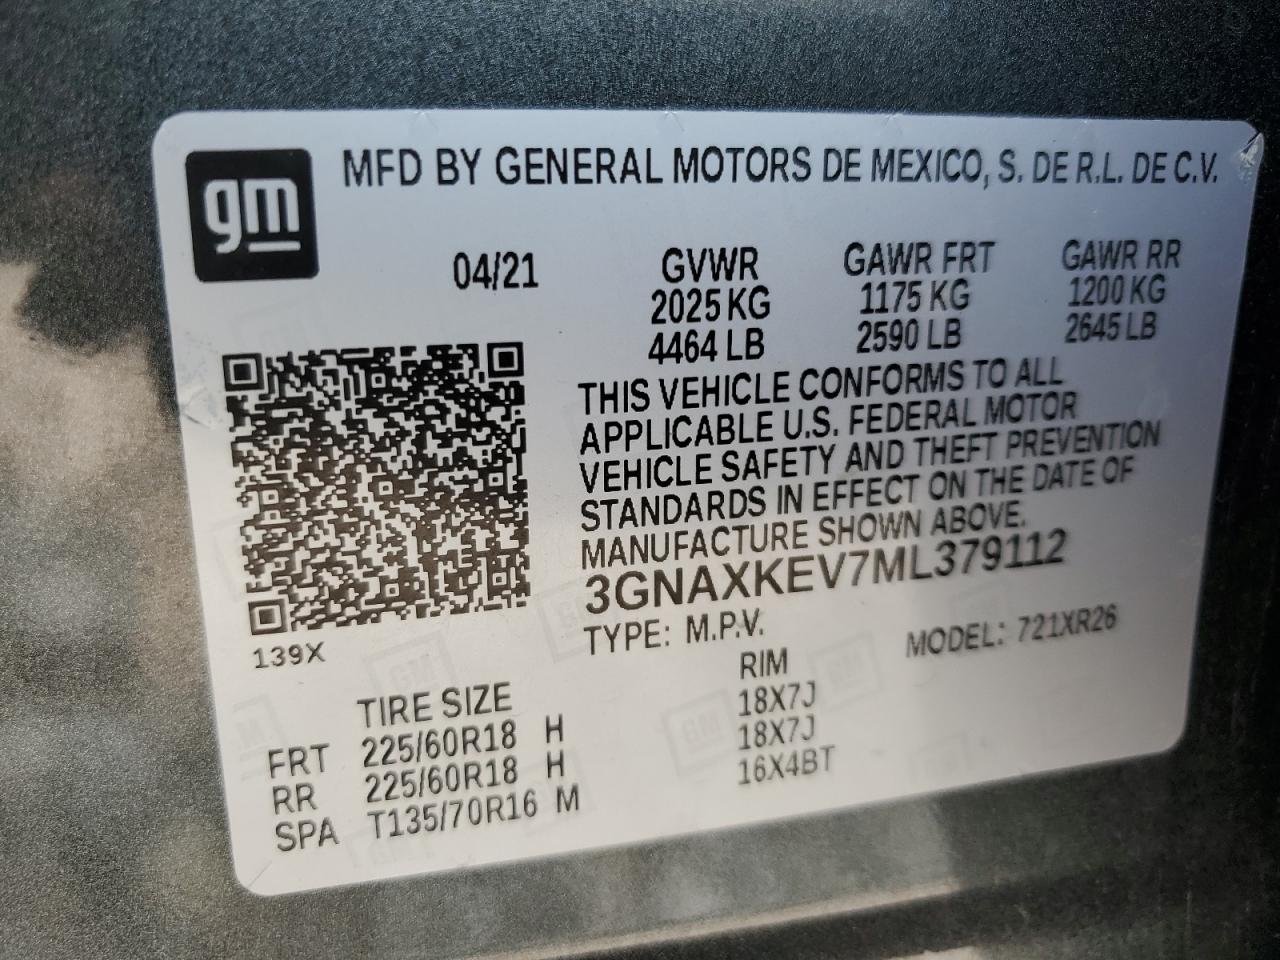 gm
MFD BY GENERAL MOTORS DE MEXICO, S. DE R.L. DE C.V.
04/21
GVWR GAWR FRT GAWR RR
2025 KG 1175 KG 1200 KG
4464 LB 2590 LB 2645 LB
THIS VEHICLE CONFORMS TO ALL
APPLICABLE U.S. FEDERAL MOTOR
VEHICLE SAFETY AND THEFT PREVENTION
STANDARDS IN EFFECT ON THE DATE OF
MANUFACTURE SHOWN ABOVE.
3GNAXKEV7ML379112
TYPE: M.P.V. MODEL: 721XR26
139X
TIRE SIZE RIM
FRT 225/60R18 H 18X7J
RR 225/60R18 H 18X7J
SPA T135/70R16 M 16X4BT